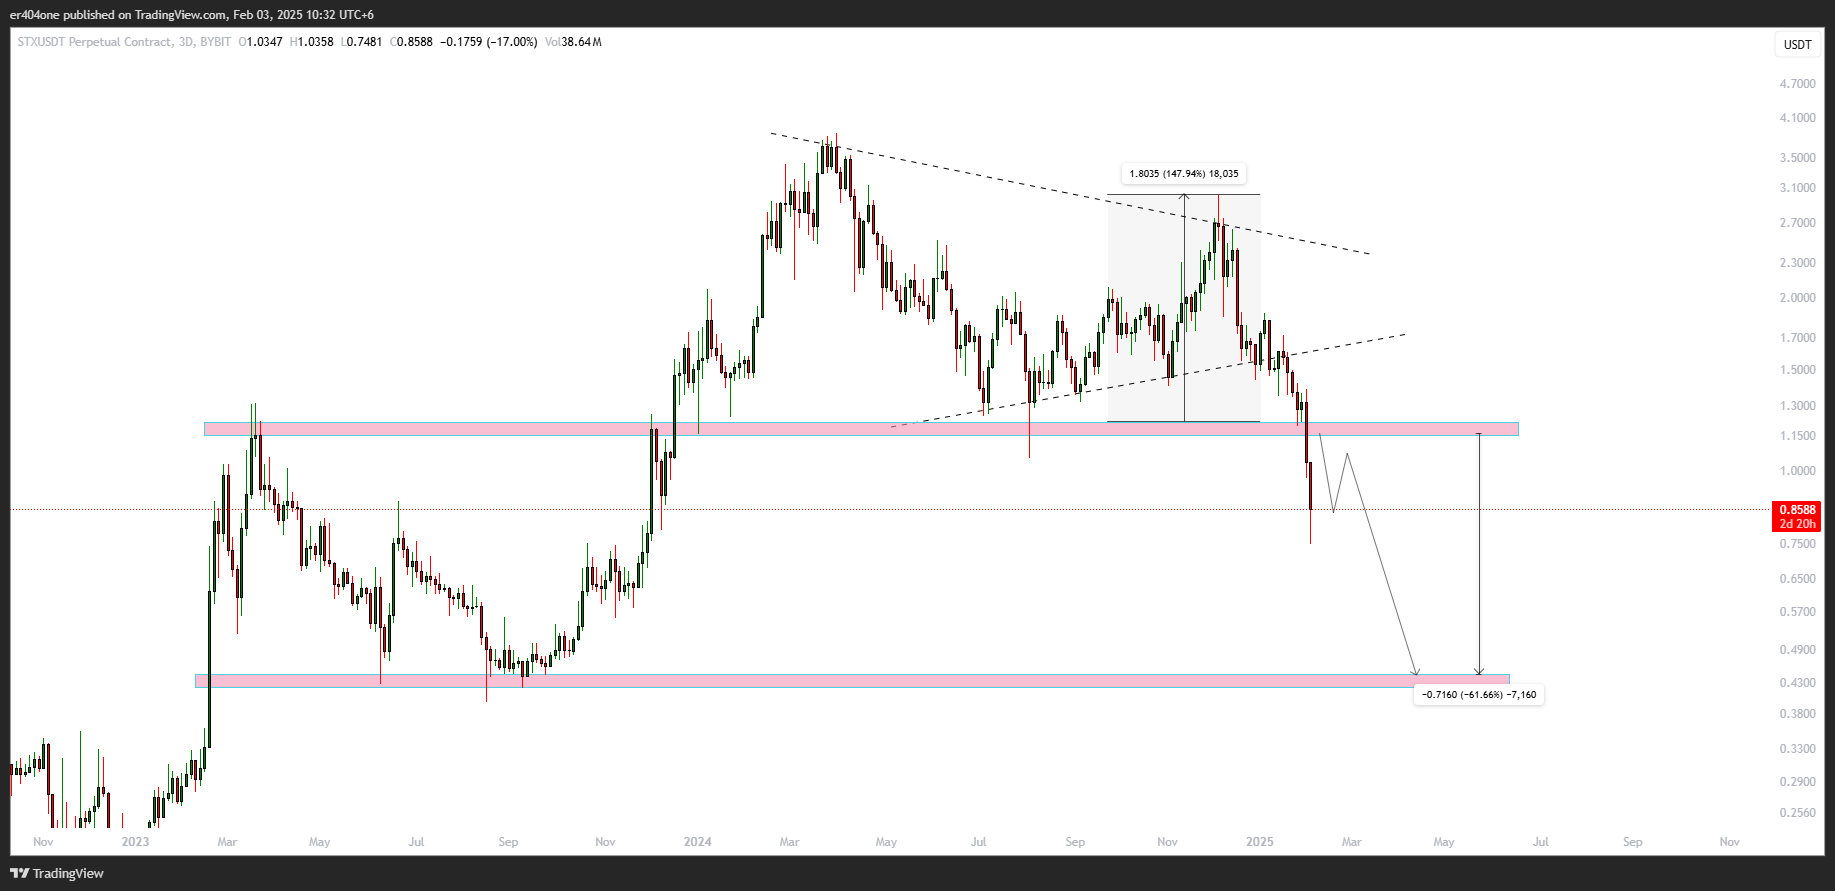 er404one published on TradingView.com, Feb 03, 2025 10:32 UTC+6
STXUSDT Perpetual Contract, 3D, BYBIT O1.0347 H1.0358 L0.7481 C0.8588 −0.1759 (−17.00%) Vol38.64 M
USDT
4.7000
4.1000
3.5000
3.1000
2.7000
2.3000
2.0000
1.7000
1.5000
1.3000
1.1500
1.0000
0.8588
2d 20h
0.7500
0.6500
0.5700
0.4900
0.4300
0.3800
0.3300
0.2900
0.2560
1.8035 (147.94%) 18,035
−0.7160 (−61.66%) −7,160
Nov 2023 Mar May Jul Sep Nov 2024 Mar May Jul Sep Nov 2025 Mar May Jul Sep Nov
TradingView